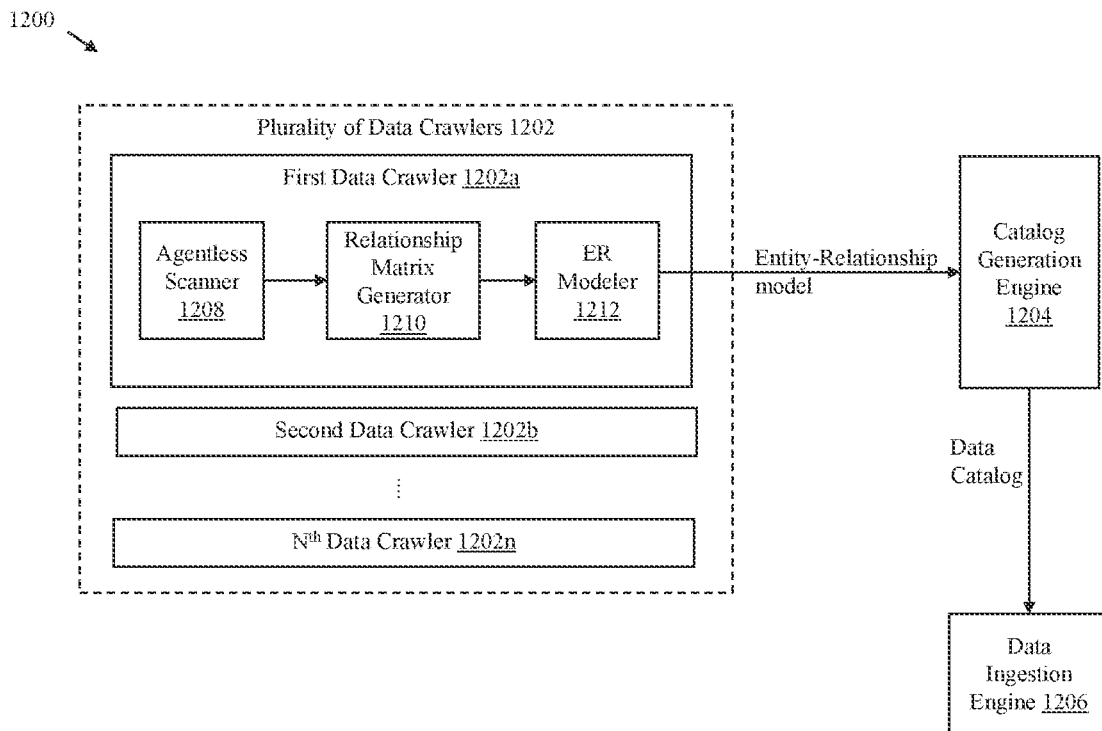 1200
Plurality of Data Crawlers 1202
First Data Crawler 1202a
Agentless
Scanner
1208
Relationship
Matrix
Generator
1210
ER
Modeler
1212
Entity-Relationship
model
Catalog
Generation
Engine
1204
Second Data Crawler 1202b
Nth Data Crawler 1202n
Data
Catalog
Data
Ingestion
Engine 1206